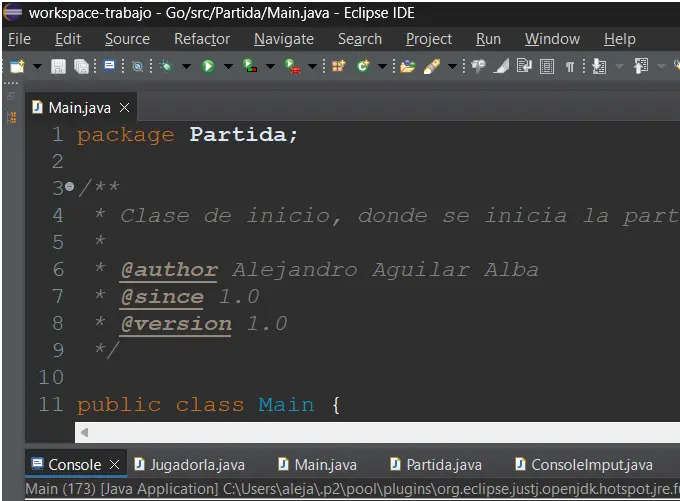 workspace-trabajo - Go/src/Partida/Main.java - Eclipse IDE
File Edit Source Refactor Navigate Search Project Run Window Help
Main.java
1 package Partida;
2
3 /**
4 * Clase de inicio, donde se inicia la part
5 *
6 * @author Alejandro Aguilar Alba
7 * @since 1.0
8 * @version 1.0
9 */
10
11 public class Main {
Console JugadorIa.java Main.java Partida.java ConsoleImput.java
Main (173) [Java Application] C:\Users\aleja\.p2\pool\plugins\org.eclipse.justj.openjdk.hotspot.jre.f